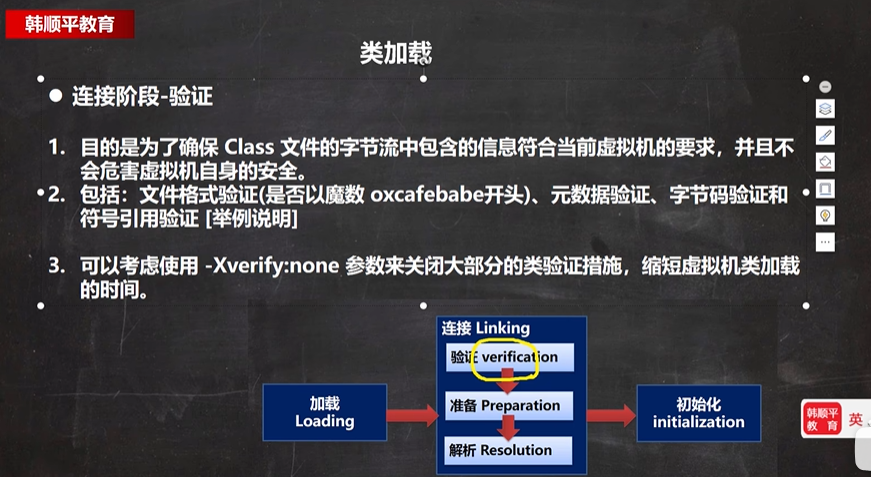 韩顺平教育
类加载
● 连接阶段-验证
1. 目的是为了确保 Class 文件的字节流中包含的信息符合当前虚拟机的要求，并且不
会危害虚拟机自身的安全。
2. 包括：文件格式验证(是否以魔数 oxcafebabe开头)、元数据验证、字节码验证和
符号引用验证 [举例说明]
3. 可以考虑使用 -Xverify:none 参数来关闭大部分的类验证措施，缩短虚拟机类加载
的时间。
连接 Linking
验证 verification
准备 Preparation
解析 Resolution
加载
Loading
初始化
initialization
韩顺平
教 育
英